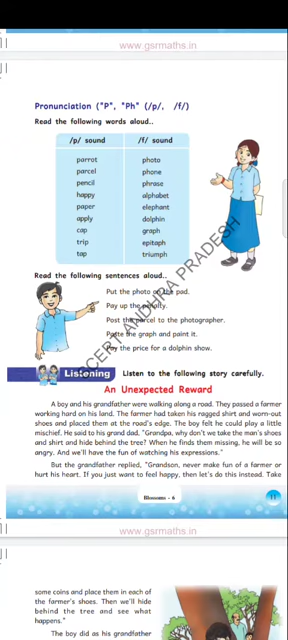 www.gsrmaths.in
Pronunciation ("P", "Ph" (/p/, /f/)
Read the following words aloud..
/p/ sound /f/ sound
parrot photo
parcel phone
pencil phrase
happy alphabet
paper elephant
apply dolphin
cap graph
trip epitaph
tap triumph
Read the following sentences aloud..
Put the photo on the pad.
Pay up the penalty.
Post the parcel to the photographer.
Paste the graph and paint it.
Pay the price for a dolphin show.
SCERT ANDHRA PRADESH
Listening Listen to the following story carefully.
An Unexpected Reward
A boy and his grandfather were walking along a road. They passed a farmer
working hard on his land. The farmer had taken his ragged shirt and worn-out
shoes and placed them at the road's edge. The boy felt he could play a little
mischief. He said to his grand dad, "Grandpa, why don't we take the man's shoes
and shirt and hide behind the tree? When he finds them missing, he will be so
angry. And we'll have the fun of watching his expressions."
But the grandfather replied, "Grandson, never make fun of a farmer or
hurt his heart. If you just want to feel happy, then let's do this instead. Take
Blossoms - 6
11
www.gsrmaths.in
some coins and place them in each of
the farmer's shoes. Then we'll hide
behind the tree and see what
happens."
The boy did as his grandfather